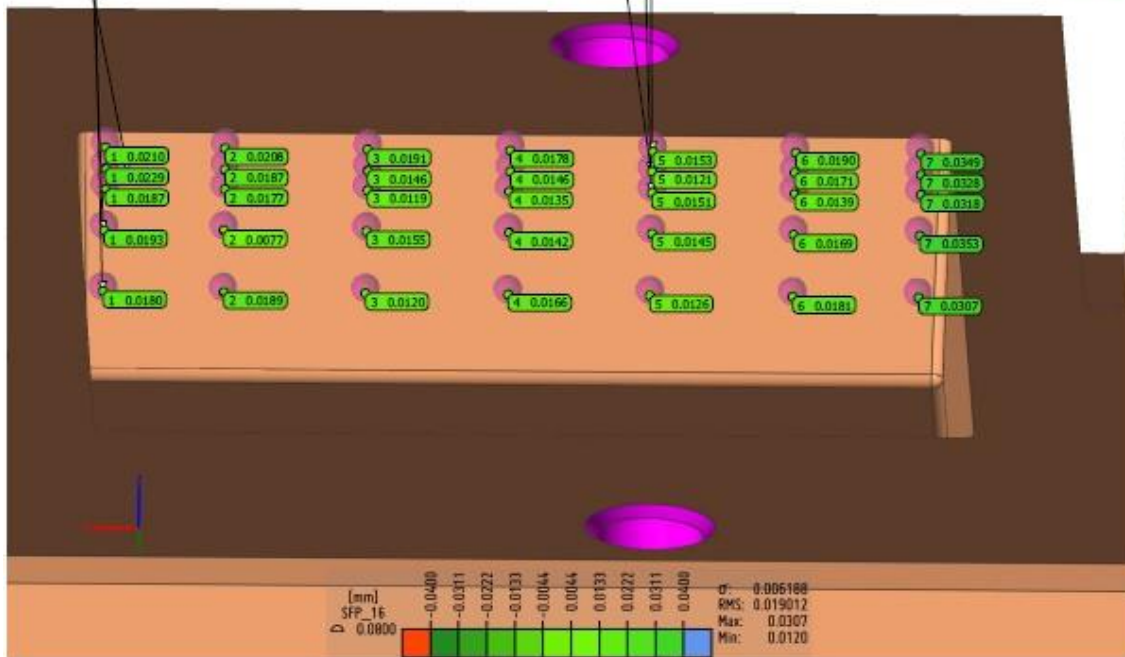 1 0.0210 2 0.0208 3 0.0191 4 0.0178 5 0.0153 6 0.0190 7 0.0349
1 0.0229 2 0.0187 3 0.0146 4 0.0146 5 0.0121 6 0.0171 7 0.0328
1 0.0187 2 0.0177 3 0.0119 4 0.0135 5 0.0151 6 0.0139 7 0.0318
1 0.0193 2 0.0077 3 0.0155 4 0.0142 5 0.0145 6 0.0169 7 0.0353
1 0.0180 2 0.0189 3 0.0120 4 0.0166 5 0.0126 6 0.0181 7 0.0307
[mm]
SFP_16
D 0.0800
-0.0400 -0.0311 -0.0222 -0.0133 -0.0044 0.0044 0.0133 0.0222 0.0311 0.0400
σ: 0.006188
RMS: 0.019012
Max: 0.0307
Min: 0.0120